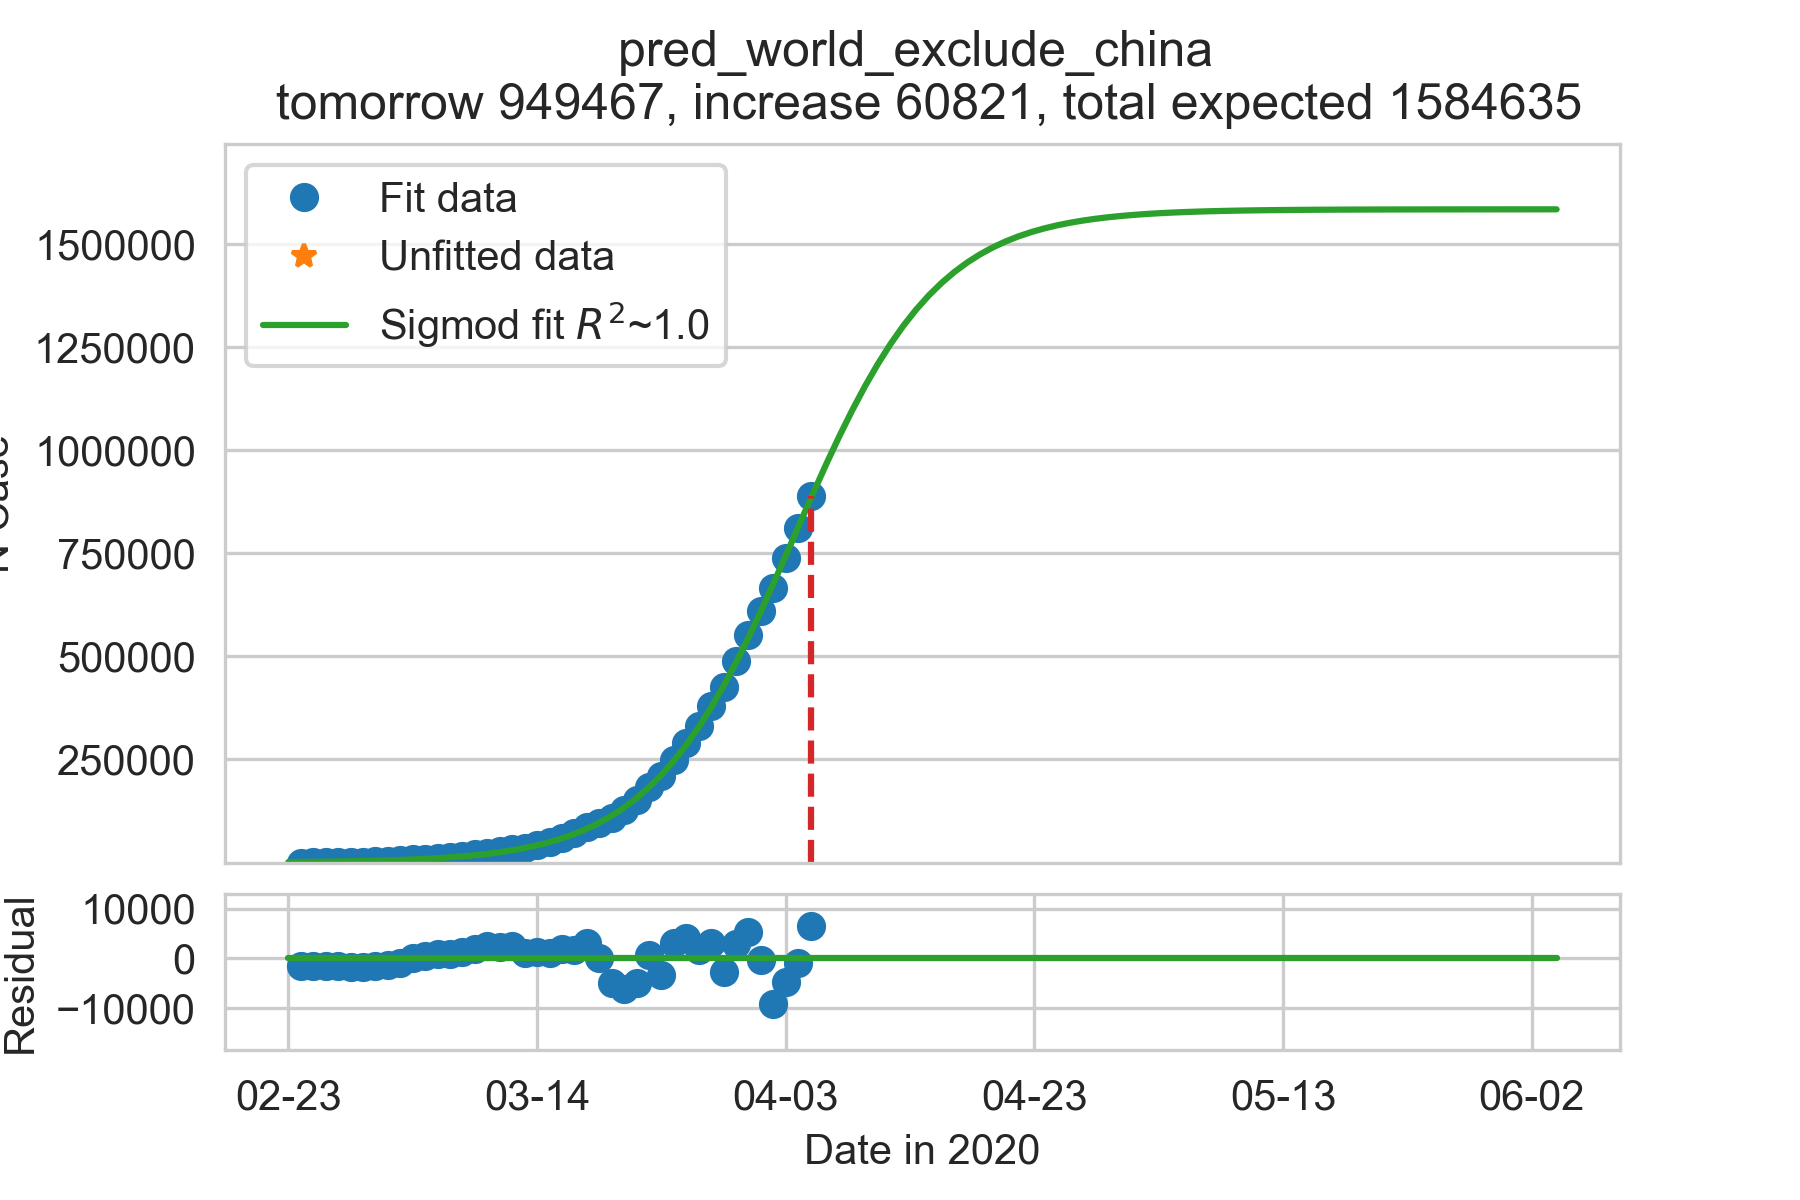 pred_world_exclude_china
tomorrow 949467, increase 60821, total expected 1584635
Fit data
Unfitted data
Sigmod fit R²~1.0
1500000
1250000
1000000
750000
500000
250000
10000
0
−10000
Residual
02-23
03-14
04-03
04-23
05-13
06-02
Date in 2020